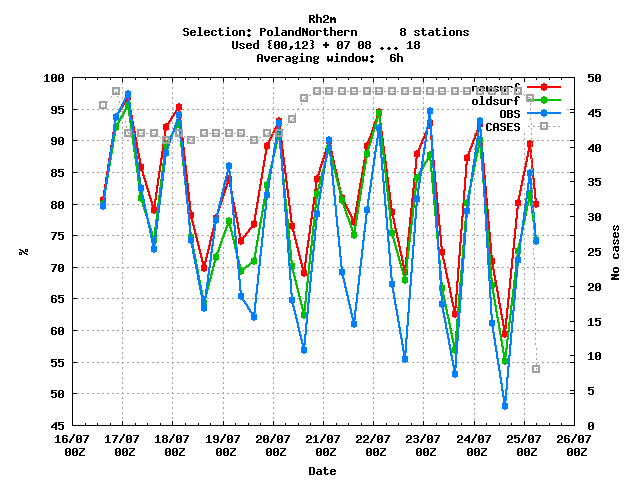 Rh2m
Selection: PolandNorthern      8 stations
Used {00,12} + 07 08 ... 18
Averaging window:  6h
100
95
90
85
80
75
70
65
60
55
50
45
%
newsurf
oldsurf
OBS
CASES
50
45
40
35
30
25
20
15
10
5
0
No cases
16/07 17/07 18/07 19/07 20/07 21/07 22/07 23/07 24/07 25/07 26/07
00Z 00Z 00Z 00Z 00Z 00Z 00Z 00Z 00Z 00Z 00Z
Date